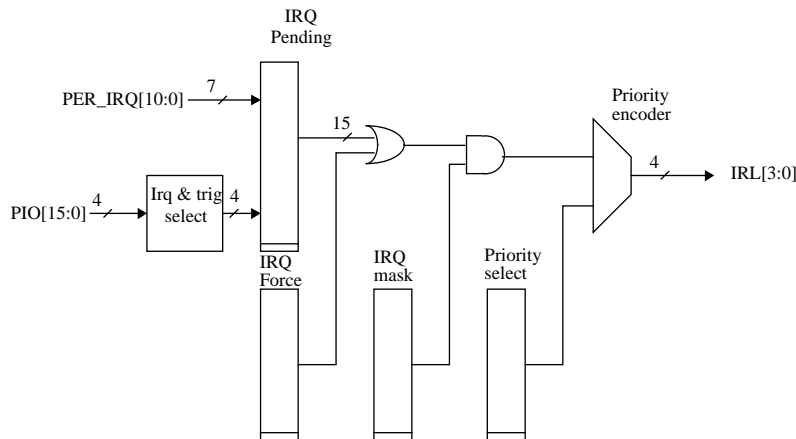 IRQ
Pending
7
PER_IRQ[10:0]
15
Priority
encoder
4
IRL[3:0]
PIO[15:0]
4
Irq & trig
select
4
IRQ
Force
IRQ
mask
Priority
select